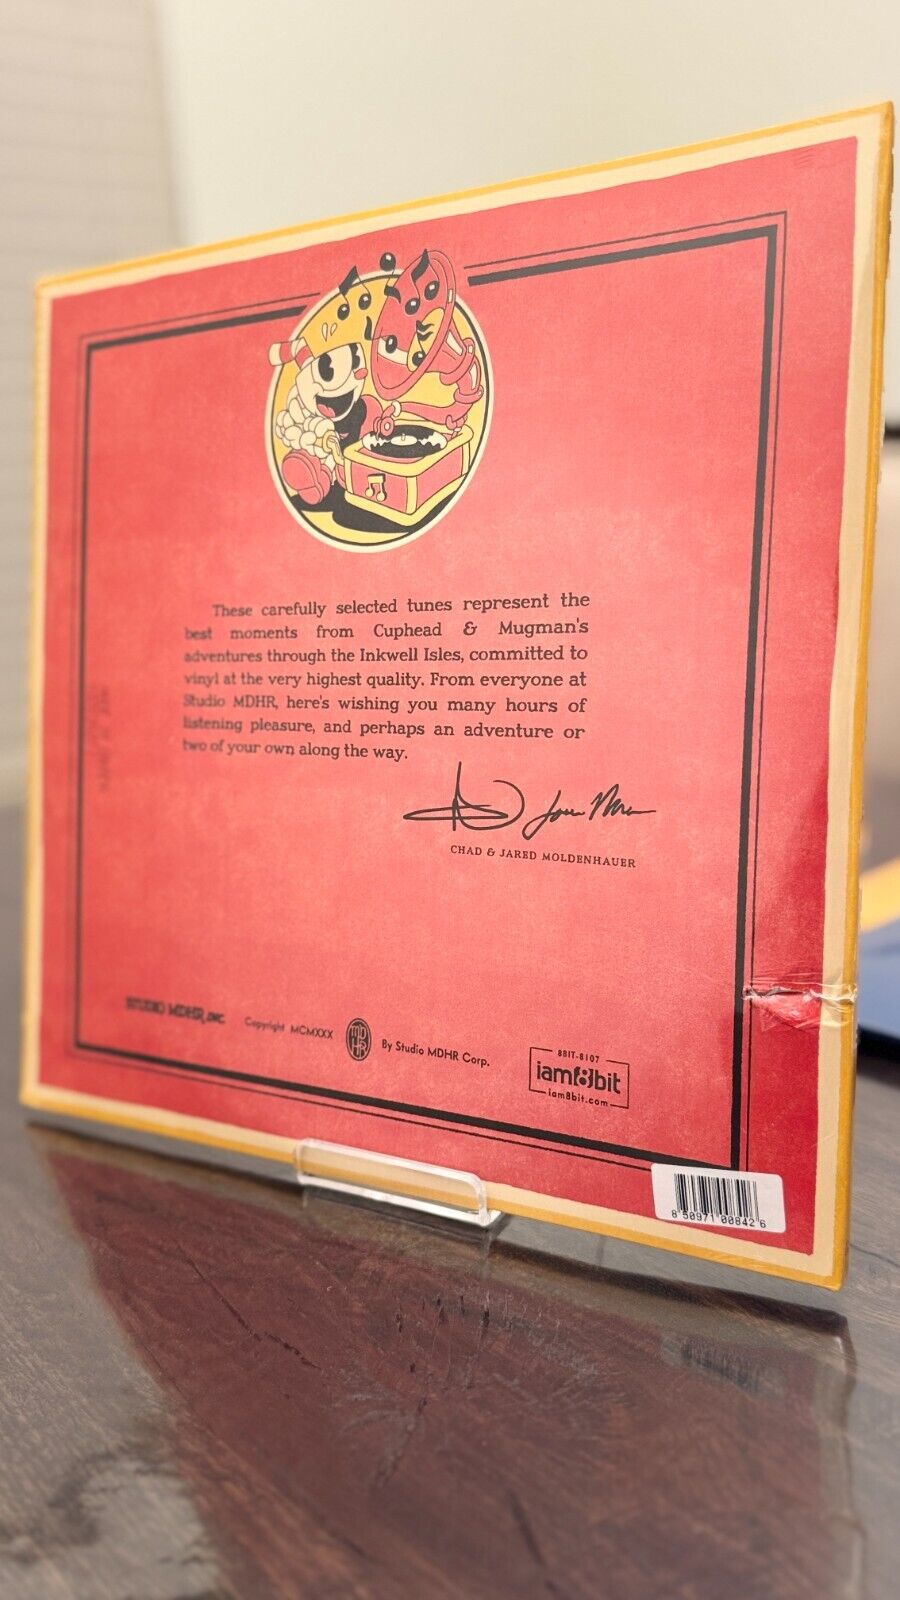 These carefully selected tunes represent the
best moments from Cuphead & Mugman's
adventures through the Inkwell Isles, committed to
vinyl at the very highest quality. From everyone at
Studio MDHR, here's wishing you many hours of
listening pleasure, and perhaps an adventure or
two of your own along the way.
CHAD & JARED MOLDENHAUER
STUDIO MDHR, INC
Copyright MCMXXX
MDHR
By Studio MDHR Corp.
8BIT-8107
iam8bit
iam8bit.com
8 50971 00842 6